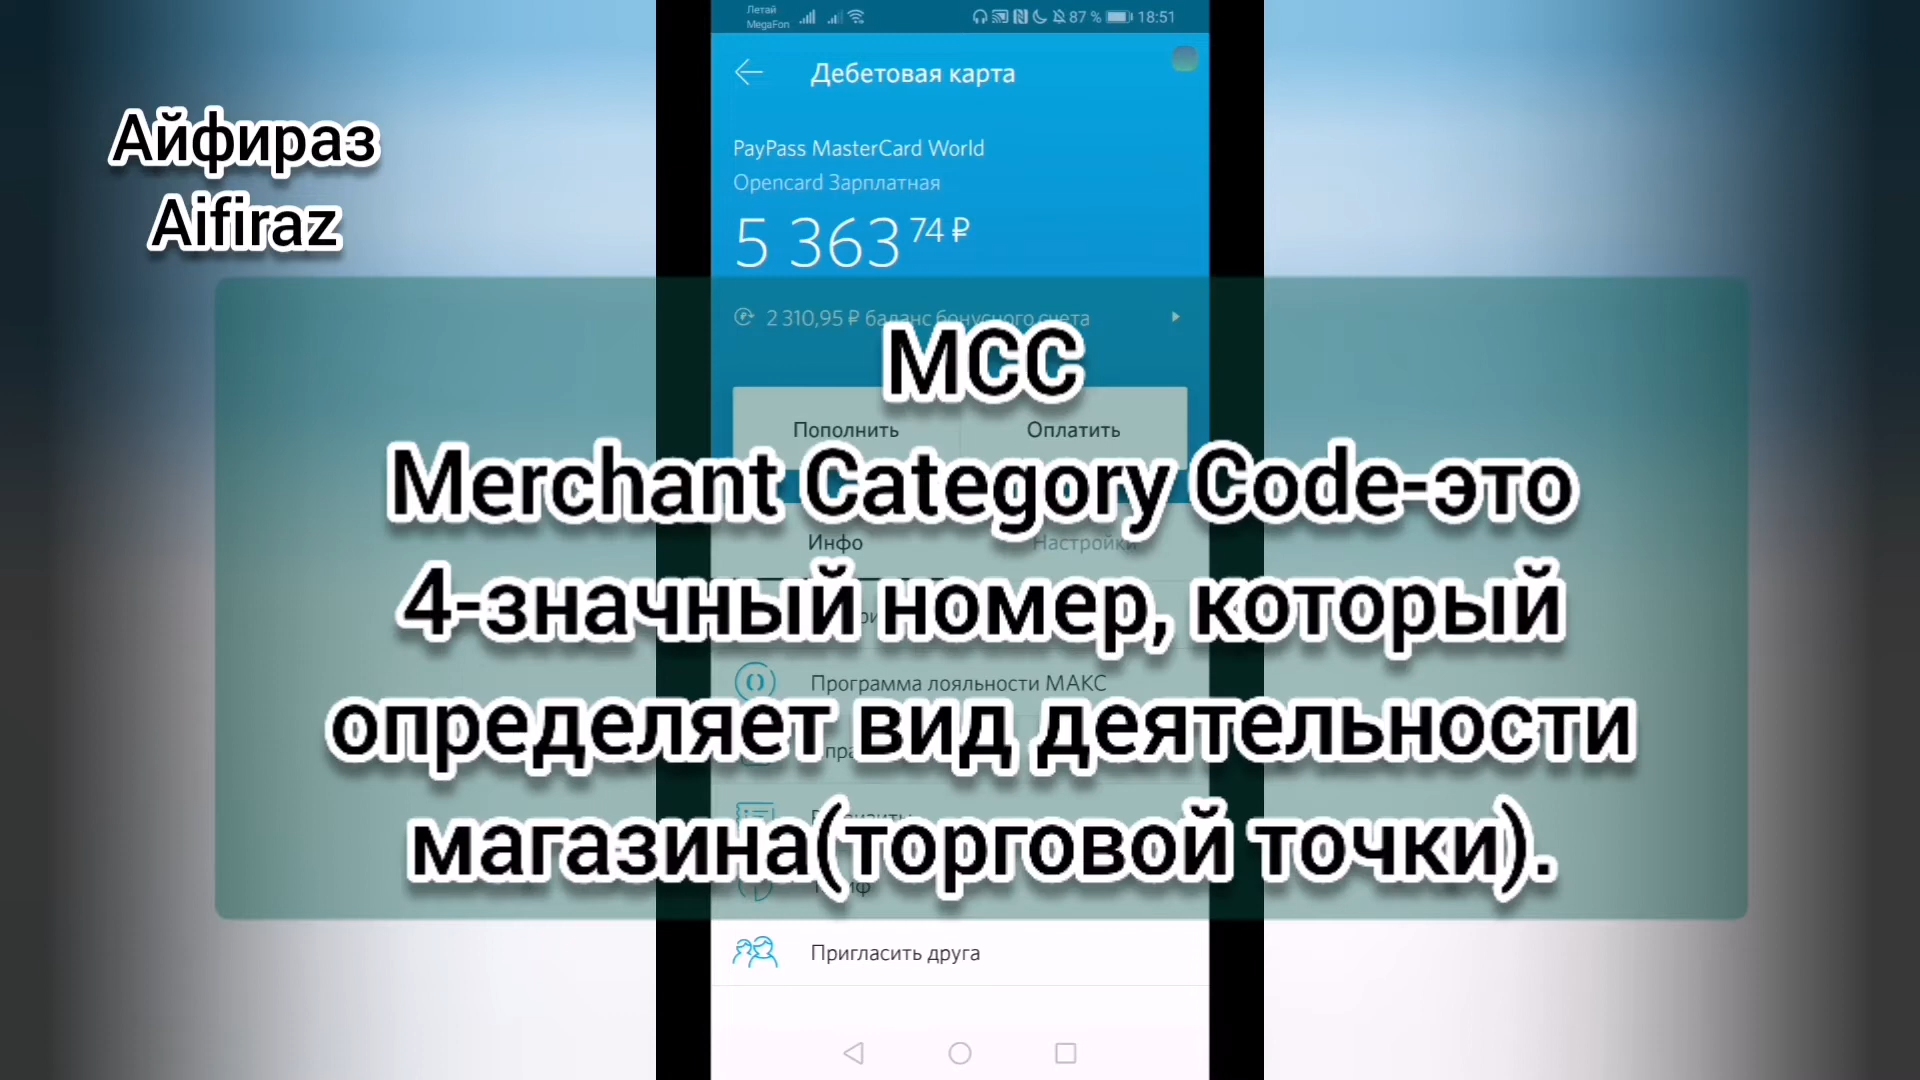 Летай
MegaFon
87 % 18:51
Дебетовая карта
Айфираз
Aifiraz
PayPass MasterCard World
Opencard Зарплатная
5 363 74 ₽
2 310,95 ₽ баланс бонусного счета
МСС
Пополнить Оплатить
Merchant Category Code-это
Инфо Настройки
4-значный номер, который
Программа лояльности МАКС
определяет вид деятельности
магазина(торговой точки).
Пригласить друга